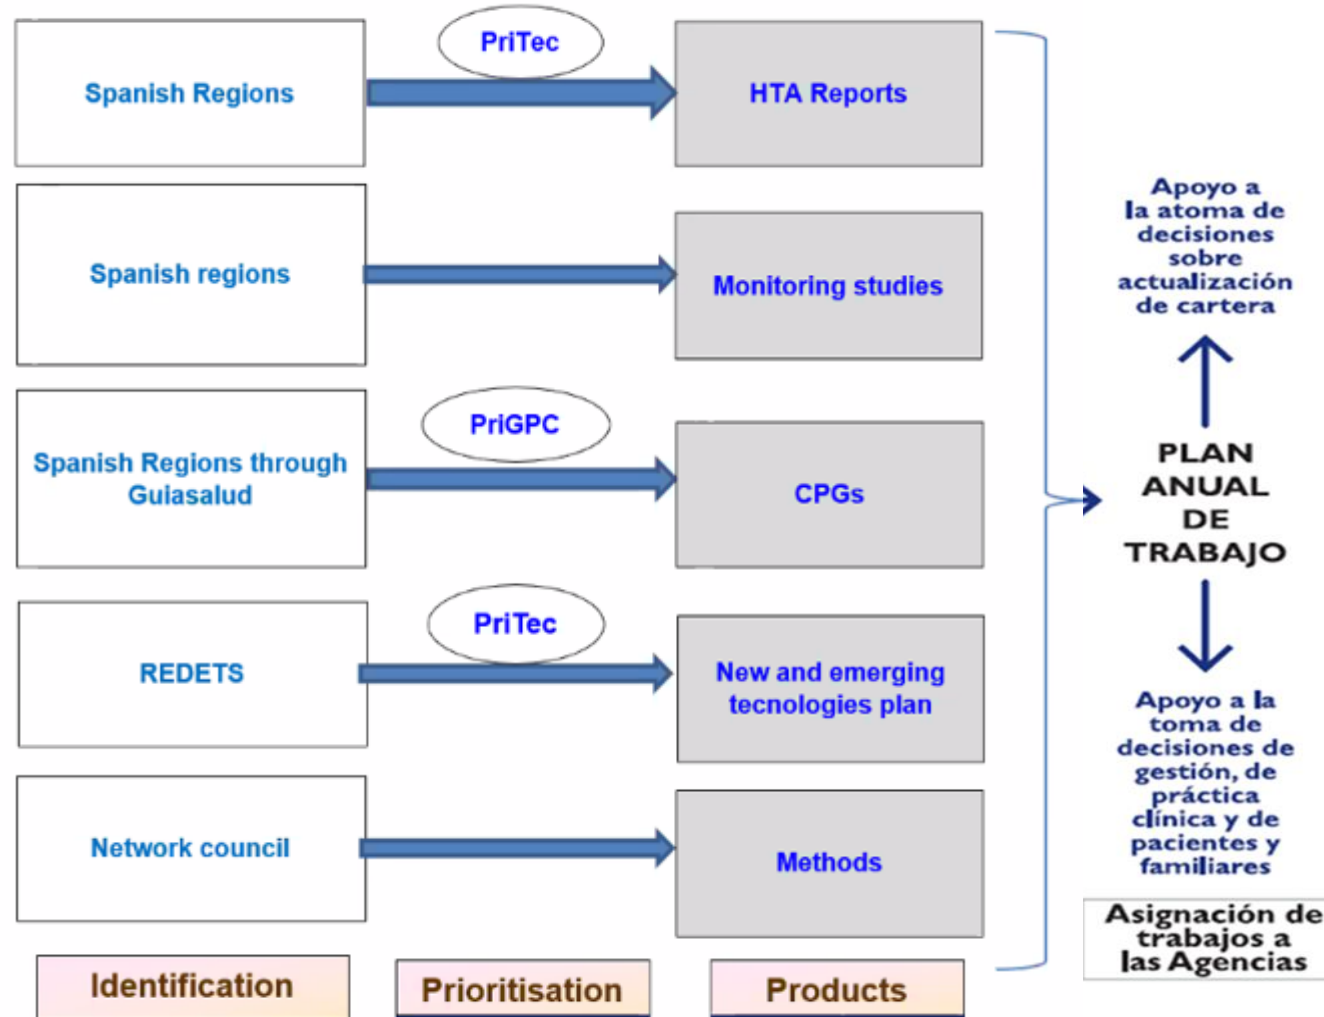 Spanish Regions
PriTec
HTA Reports
Spanish regions
Monitoring studies
Spanish Regions through
Guiasalud
PriGPC
CPGs
REDETS
PriTec
New and emerging
tecnologies plan
Network council
Methods
Identification
Prioritisation
Products
Apoyo a
la atoma de
decisiones
sobre
actualización
de cartera
PLAN
ANUAL
DE
TRABAJO
Apoyo a la
toma de
decisiones de
gestión, de
práctica
clínica y de
pacientes y
familiares
Asignación de
trabajos a
las Agencias